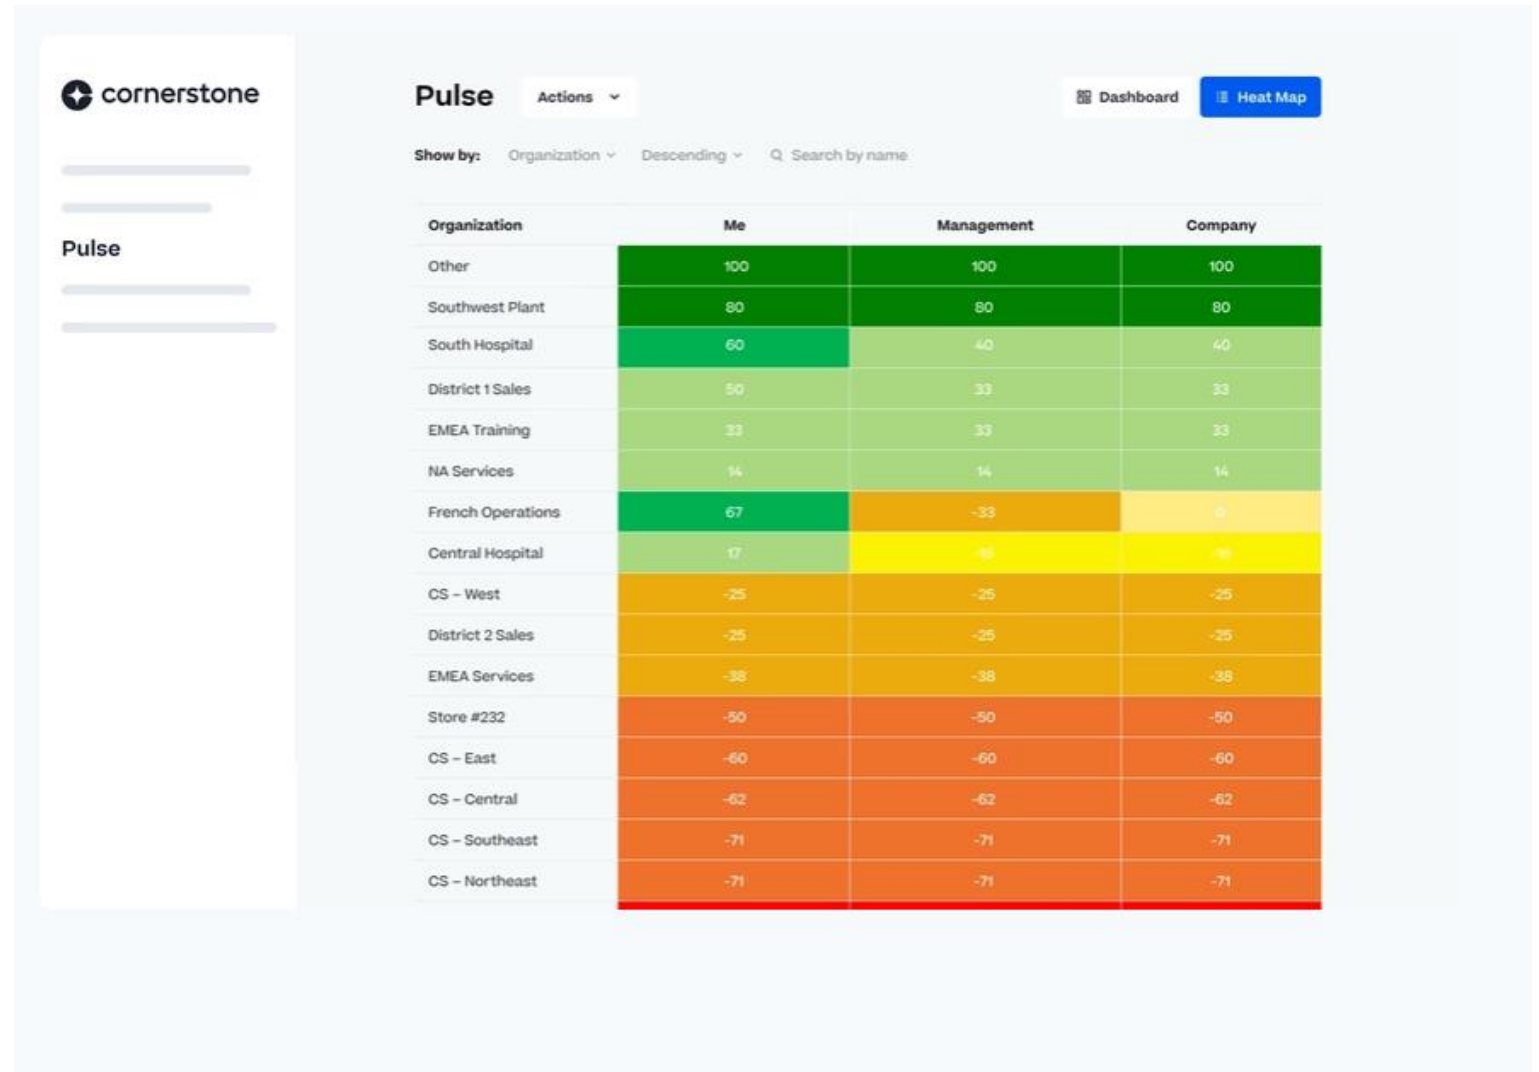 cornerstone
Pulse
Pulse Actions Dashboard Heat Map
Show by: Organization Descending Search by name
Organization Me Management Company
Other 100 100 100
Southwest Plant 80 80 80
South Hospital 60 40 40
District 1 Sales 50 33 33
EMEA Training 33 33 33
NA Services 14 14 14
French Operations 67 -33 0
Central Hospital 17
CS – West -25 -25 -25
District 2 Sales -25 -25 -25
EMEA Services -38 -38 -38
Store #232 -50 -50 -50
CS – East -60 -60 -60
CS – Central -62 -62 -62
CS – Southeast -71 -71 -71
CS – Northeast -71 -71 -71